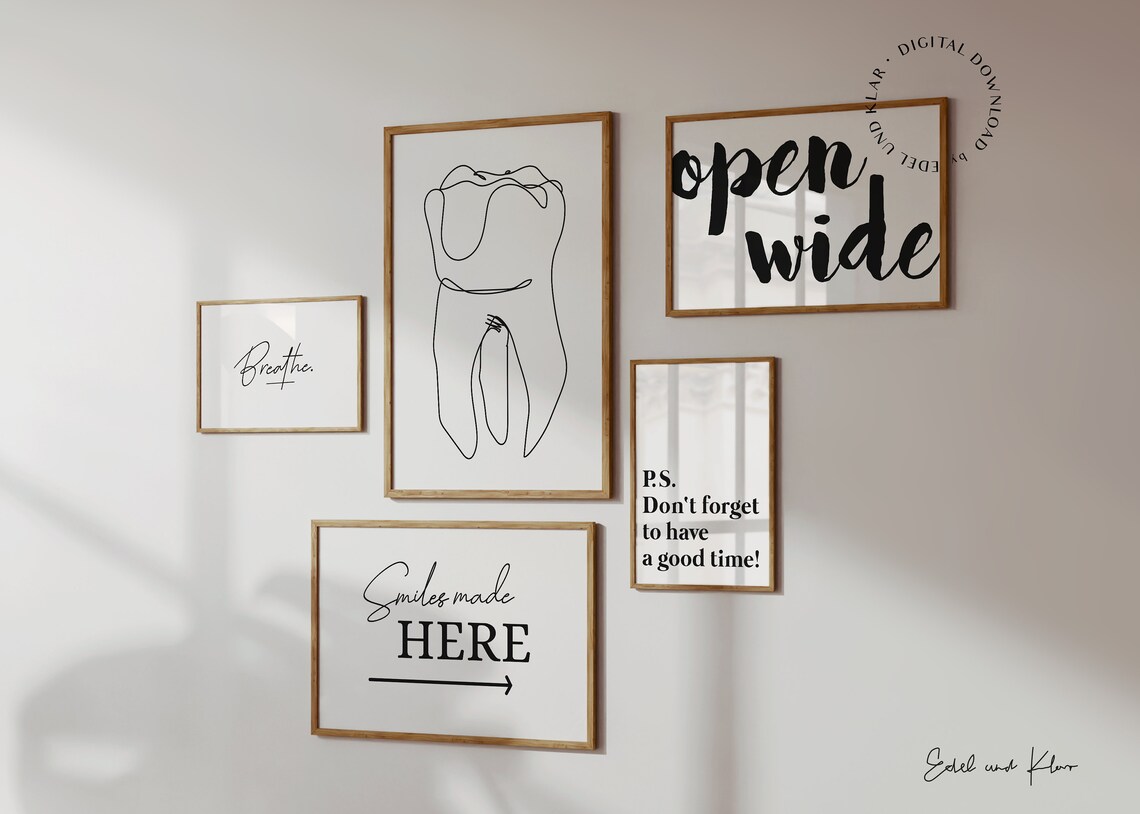 DIGITAL DOWNLOAD by EDEL UND KLAR •
open
wide
Breathe.
P.S.
Don't forget
to have
a good time!
Smiles made
HERE
Edel und Klar